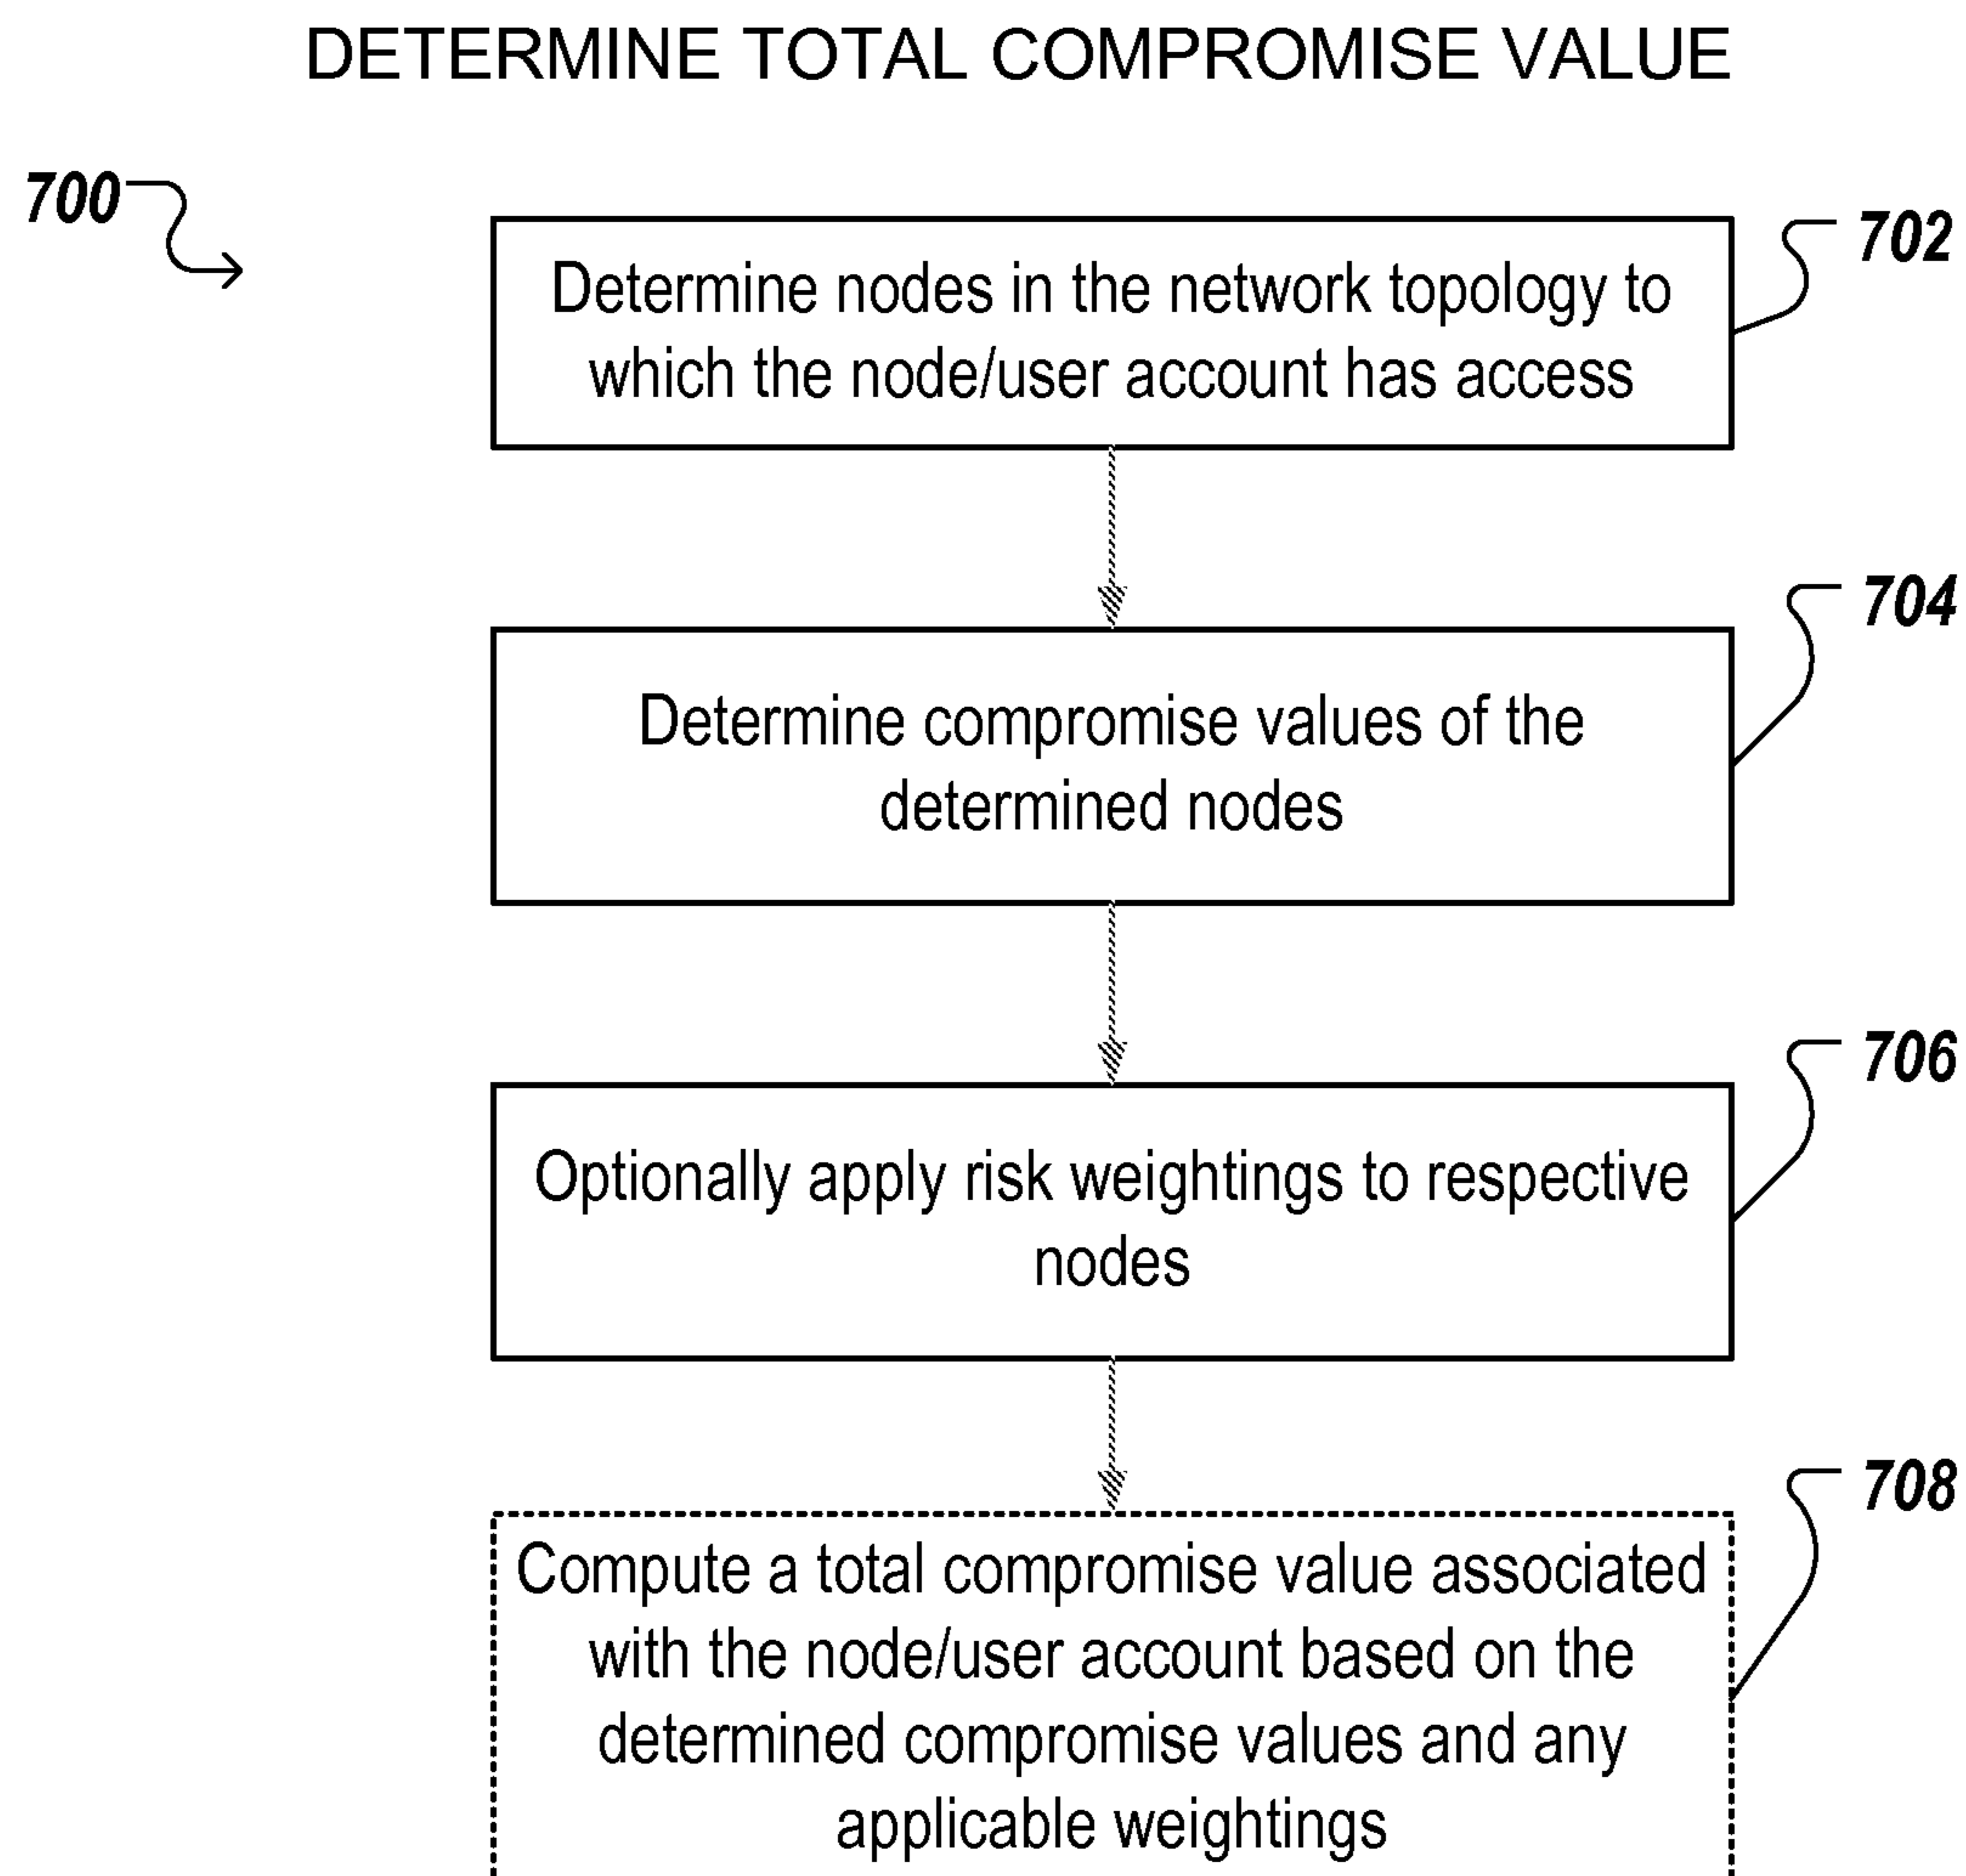 DETERMINE TOTAL COMPROMISE VALUE
700
702
Determine nodes in the network topology to
which the node/user account has access
704
Determine compromise values of the
determined nodes
706
Optionally apply risk weightings to respective
nodes
708
Compute a total compromise value associated
with the node/user account based on the
determined compromise values and any
applicable weightings